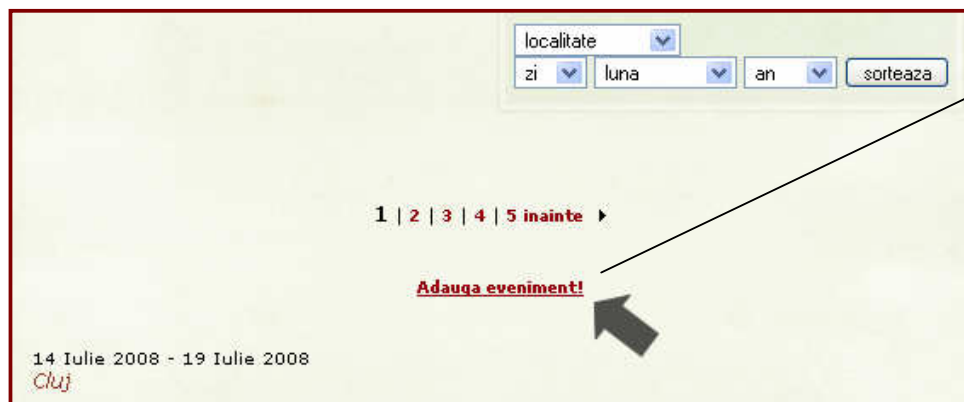 localitate
zi luna an sorteaza
1 | 2 | 3 | 4 | 5 inainte
Adauga eveniment!
14 Iulie 2008 - 19 Iulie 2008
Cluj